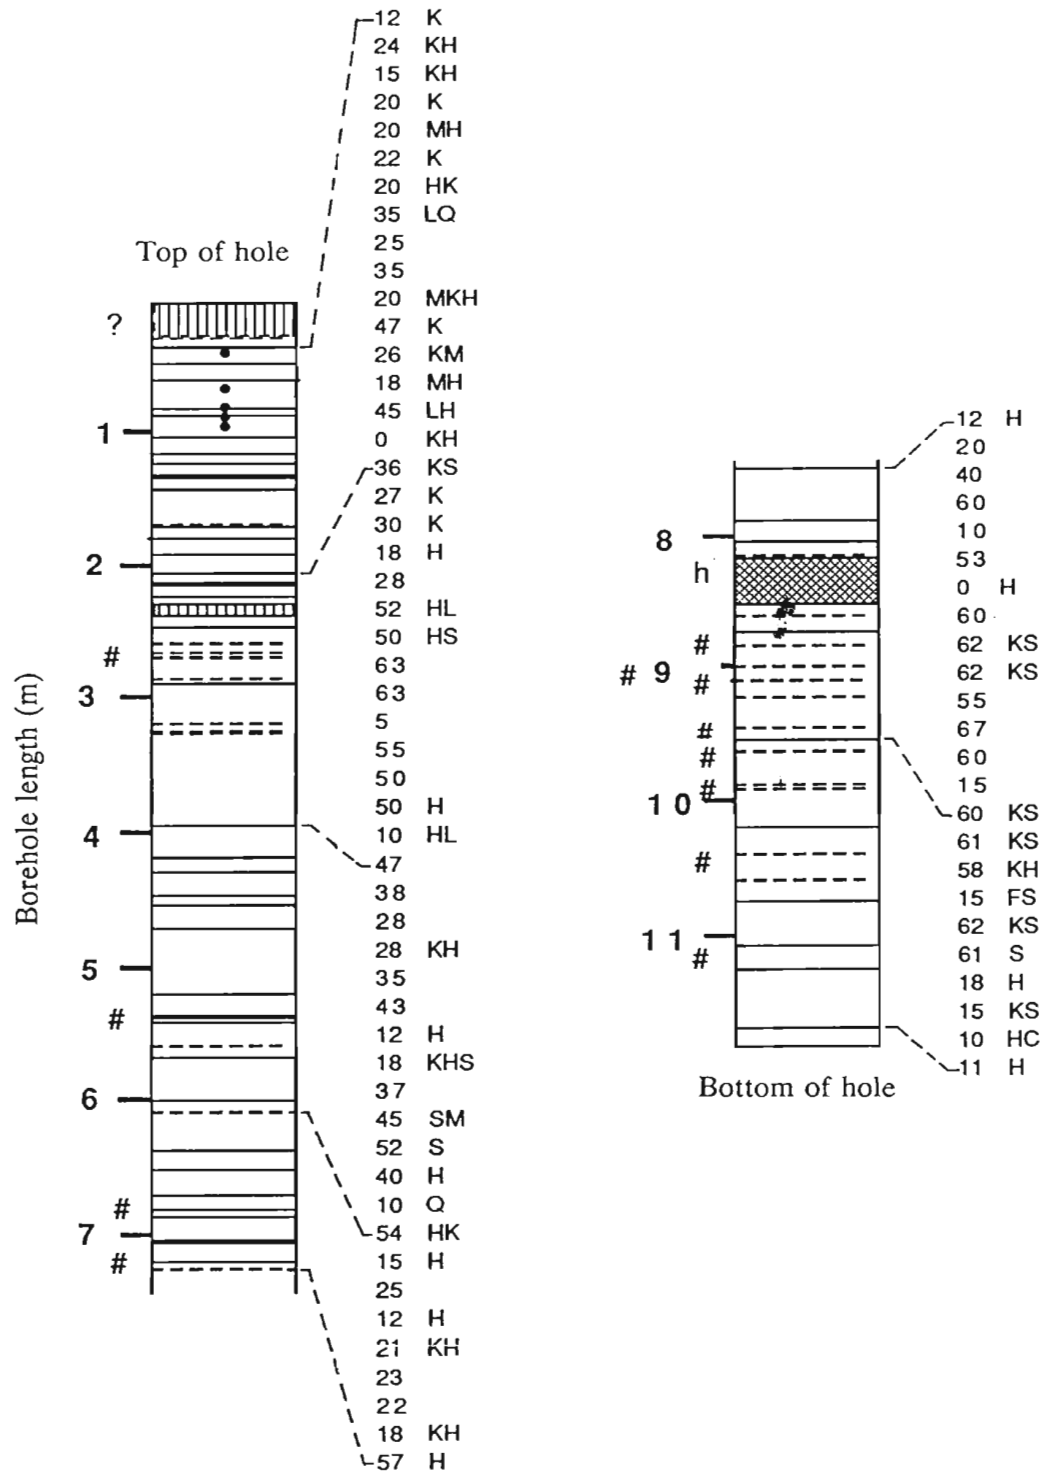 12 K
24 KH
15 KH
20 K
20 MH
22 K
20 HK
35 LQ
25
35
20 MKH
47 K
26 KM
18 MH
45 LH
0 KH
36 KS
27 K
30 K
18 H
28
52 HL
50 HS
63
63
5
55
50
50 H
10 HL
47
38
28
28 KH
35
43
12 H
18 KHS
37
45 SM
52 S
40 H
10 Q
54 HK
15 H
25
12 H
21 KH
23
22
18 KH
57 H
Top of hole
?
1
2
#
3
4
5
#
6
#
7
#
Borehole length (m)
12 H
20
40
60
10
53
0 H
60
62 KS
62 KS
55
67
60
15
60 KS
61 KS
58 KH
15 FS
62 KS
61 S
18 H
15 KS
10 HC
11 H
8
h
#
# 9
#
#
#
#
10
#
11
#
Bottom of hole